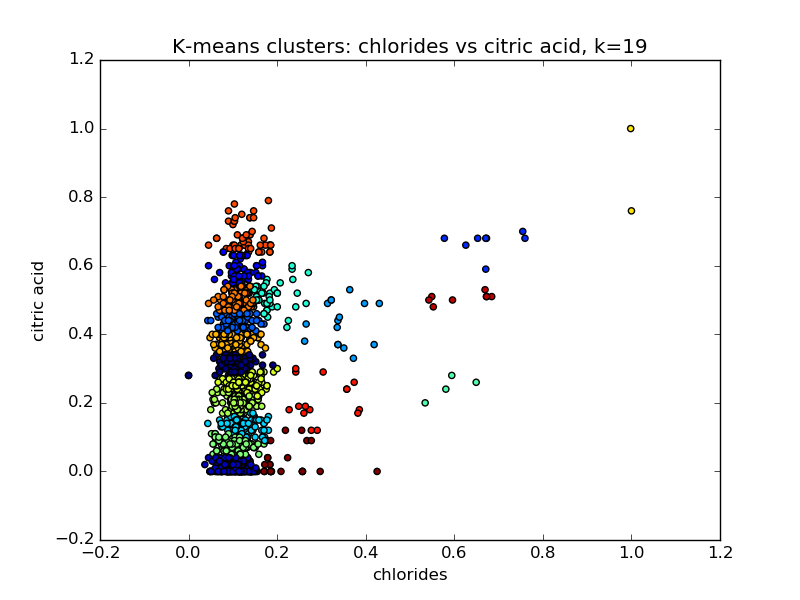 K-means clusters: chlorides vs citric acid, k=19
1.2
1.0
0.8
0.6
0.4
0.2
0.0
−0.2
citric acid
−0.2 0.0 0.2 0.4 0.6 0.8 1.0 1.2
chlorides